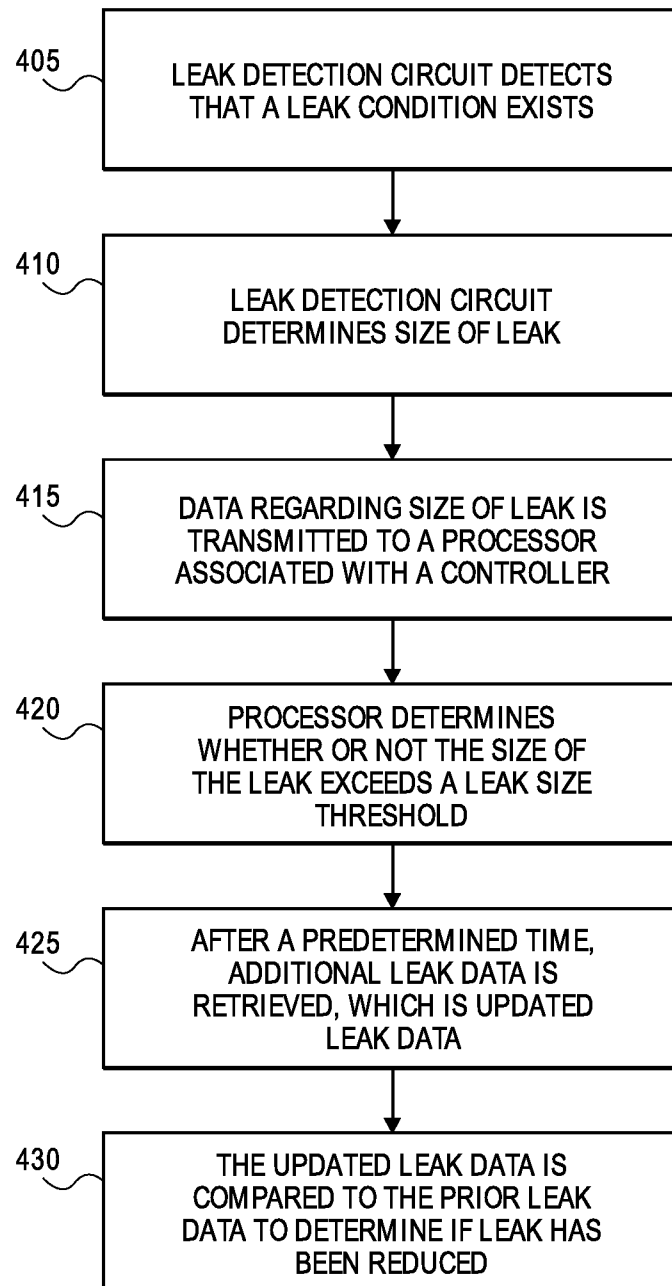 405
LEAK DETECTION CIRCUIT DETECTS
THAT A LEAK CONDITION EXISTS
410
LEAK DETECTION CIRCUIT
DETERMINES SIZE OF LEAK
415
DATA REGARDING SIZE OF LEAK IS
TRANSMITTED TO A PROCESSOR
ASSOCIATED WITH A CONTROLLER
420
PROCESSOR DETERMINES
WHETHER OR NOT THE SIZE OF
THE LEAK EXCEEDS A LEAK SIZE
THRESHOLD
425
AFTER A PREDETERMINED TIME,
ADDITIONAL LEAK DATA IS
RETRIEVED, WHICH IS UPDATED
LEAK DATA
430
THE UPDATED LEAK DATA IS
COMPARED TO THE PRIOR LEAK
DATA TO DETERMINE IF LEAK HAS
BEEN REDUCED